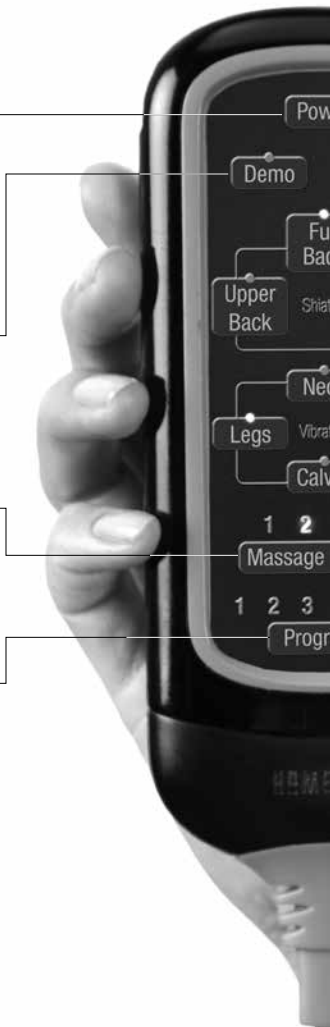 Pow
Demo
Fu
Bac
Upper
Back
Shiat
Nec
Legs
Vibrat
Calv
1 2
Massage
1 2 3
Progr